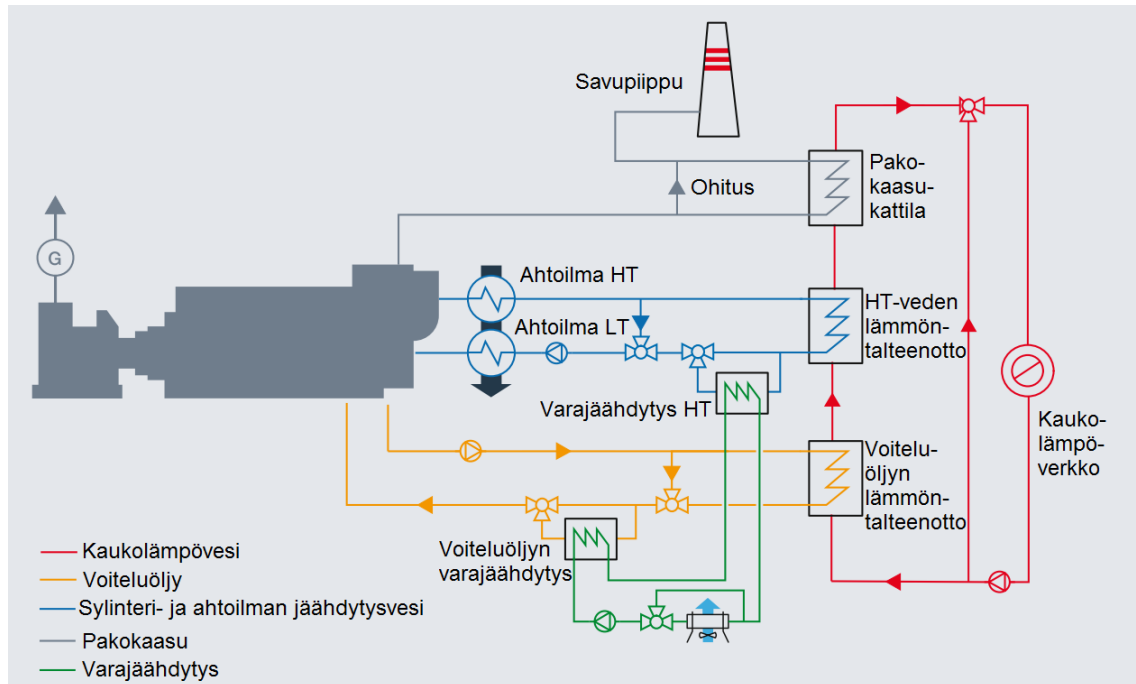 Savupiippu
Ohitus
Pako-
kaasu-
kattila
G
Ahtoilma HT
Ahtoilma LT
HT-veden
lämmön-
talteenotto
Varajäähdytys HT
Kauko-
lämpö-
verkko
Voitelu-
öljyn
lämmön-
talteenotto
Voiteluöljyn
varajäähdytys
Kaukolämpövesi
Voiteluöljy
Sylinteri- ja ahtoilman jäähdytysvesi
Pakokaasu
Varajäähdytys